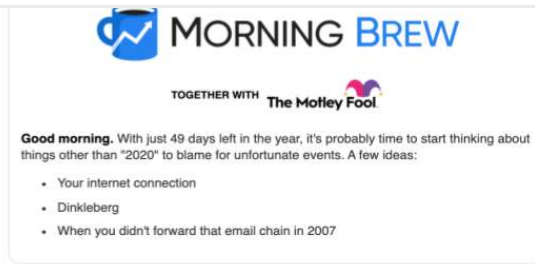 MORNING BREW
TOGETHER WITH The Motley Fool
Good morning. With just 49 days left in the year, it's probably time to start thinking about
things other than "2020" to blame for unfortunate events. A few ideas:
• Your internet connection
• Dinkleberg
• When you didn't forward that email chain in 2007